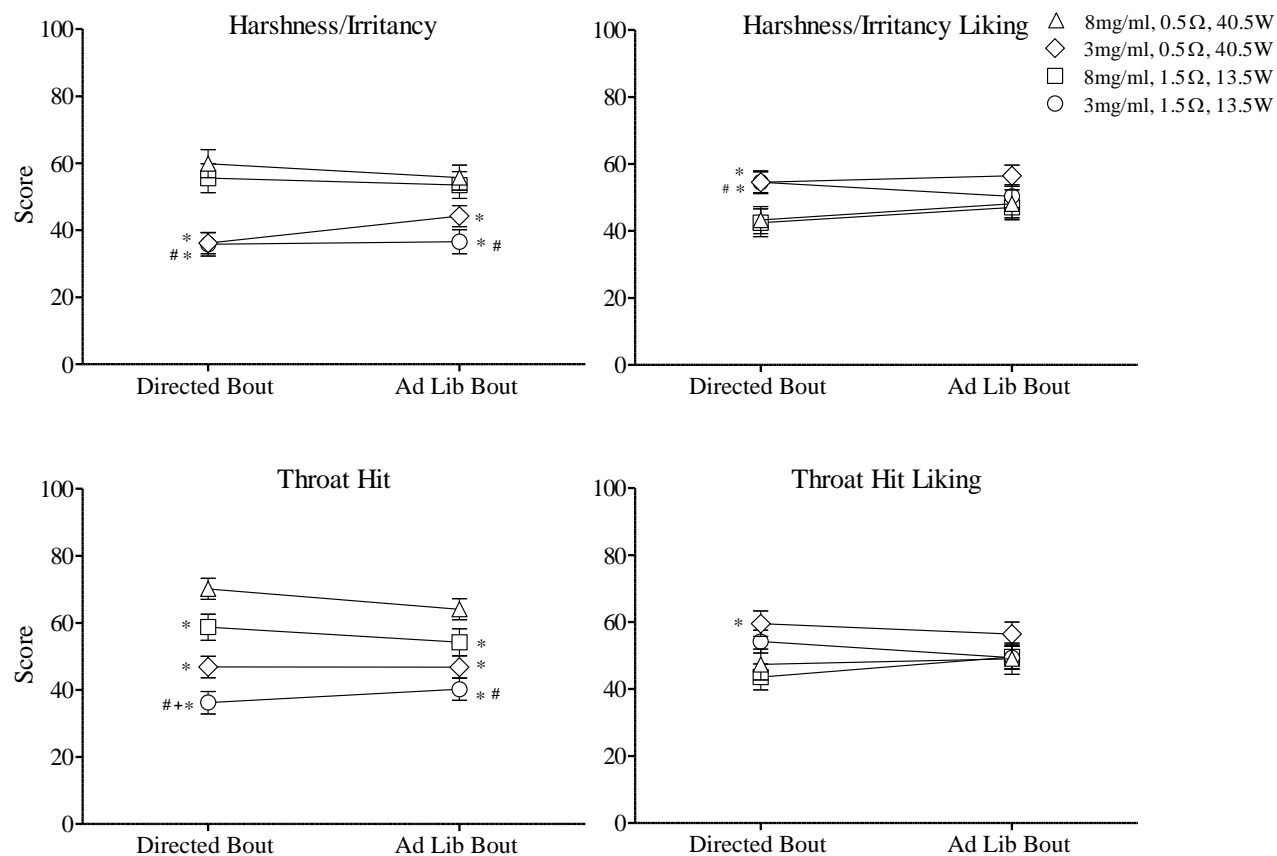 Harshness/Irritancy
100
80
60
40
20
0
Score
*
# *
*
* #
Directed Bout
Ad Lib Bout
Harshness/Irritancy Liking
100
80
60
40
20
0
*
# *
Directed Bout
Ad Lib Bout
8mg/ml, 0.5Ω, 40.5W
3mg/ml, 0.5Ω, 40.5W
8mg/ml, 1.5Ω, 13.5W
3mg/ml, 1.5Ω, 13.5W
Throat Hit
100
80
60
40
20
0
Score
*
*
#+*
*
*
* #
Directed Bout
Ad Lib Bout
Throat Hit Liking
100
80
60
40
20
0
*
Directed Bout
Ad Lib Bout